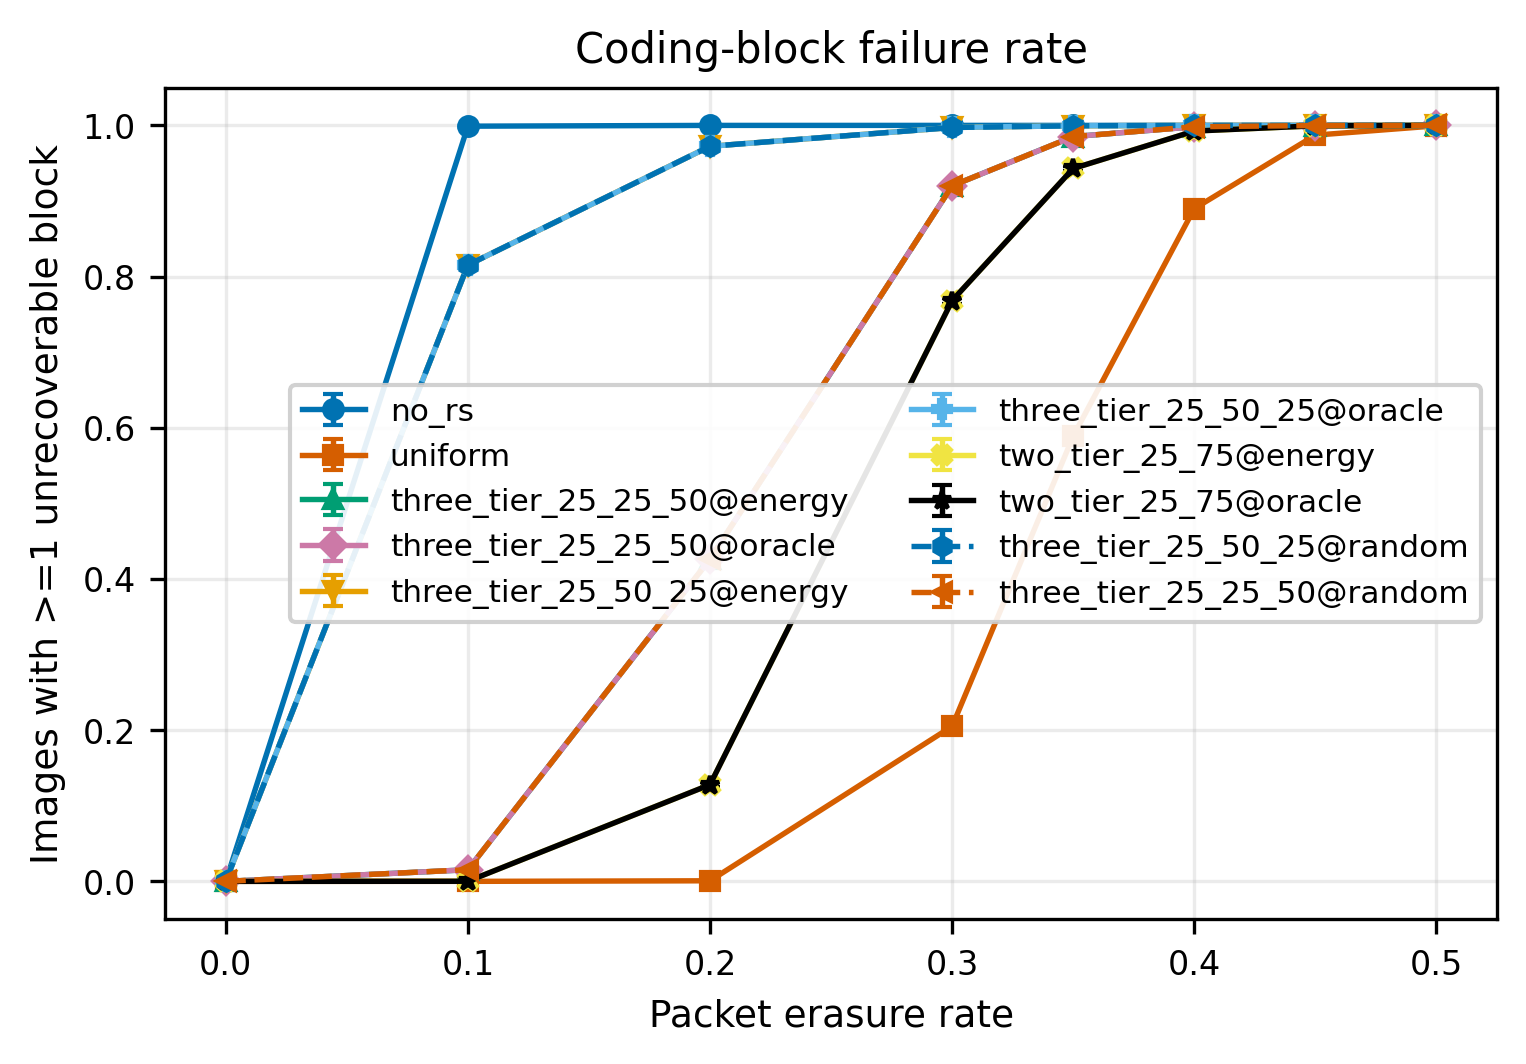 Coding-block failure rate
Images with >=1 unrecoverable block
1.0
0.8
0.6
0.4
0.2
0.0
no_rs
uniform
three_tier_25_25_50@energy
three_tier_25_25_50@oracle
three_tier_25_50_25@energy
three_tier_25_50_25@oracle
two_tier_25_75@energy
two_tier_25_75@oracle
three_tier_25_50_25@random
three_tier_25_25_50@random
0.0 0.1 0.2 0.3 0.4 0.5
Packet erasure rate